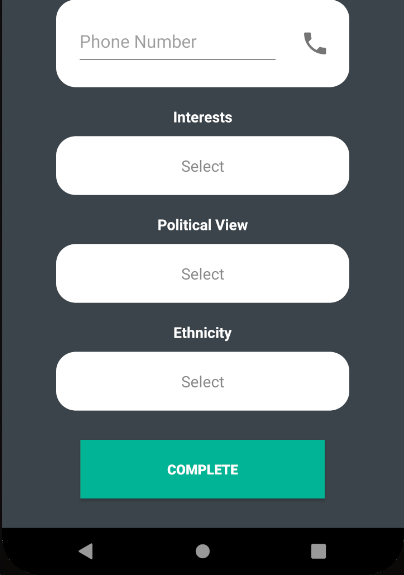 Phone Number
Interests
Select
Political View
Select
Ethnicity
Select
COMPLETE